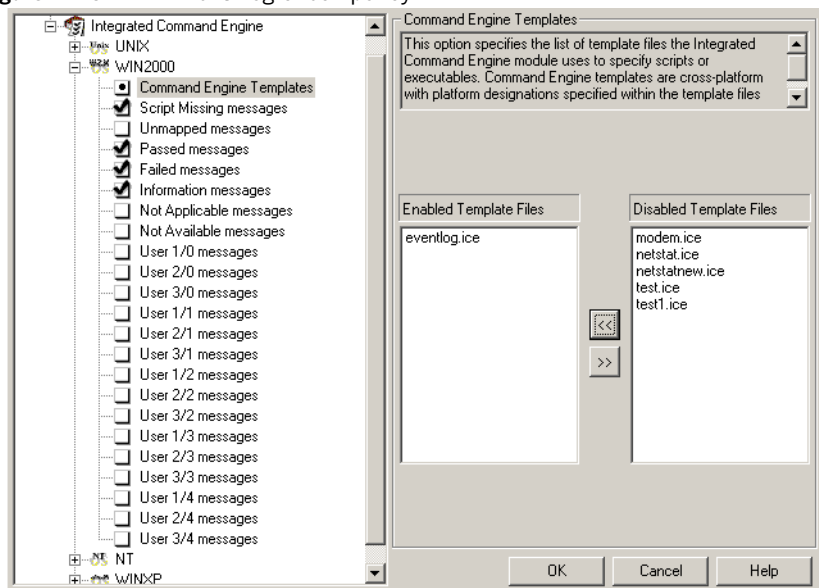 Integrated Command Engine
UNIX
WIN2000
Command Engine Templates
Script Missing messages
Unmapped messages
Passed messages
Failed messages
Information messages
Not Applicable messages
Not Available messages
User 1/0 messages
User 2/0 messages
User 3/0 messages
User 1/1 messages
User 2/1 messages
User 3/1 messages
User 1/2 messages
User 2/2 messages
User 3/2 messages
User 1/3 messages
User 2/3 messages
User 3/3 messages
User 1/4 messages
User 2/4 messages
User 3/4 messages
NT
WINXP
Command Engine Templates
This option specifies the list of template files the Integrated
Command Engine module uses to specify scripts or
executables. Command Engine templates are cross-platform
with platform designations specified within the template files
Enabled Template Files
eventlog.ice
<<
>>
Disabled Template Files
modem.ice
netstat.ice
netstatnew.ice
test.ice
test1.ice
OK
Cancel
Help